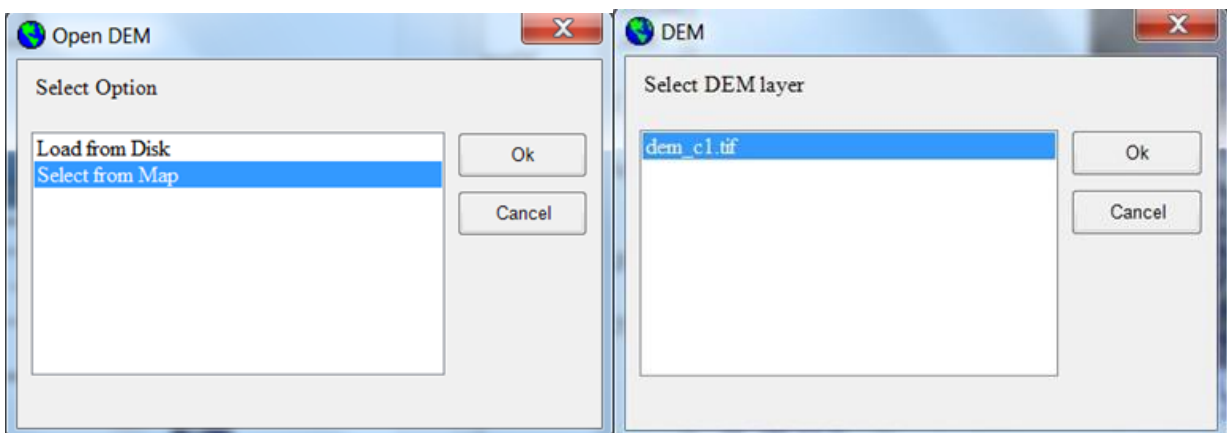 Open DEM
Select Option
Load from Disk
Select from Map
Ok
Cancel
DEM
Select DEM layer
dem_c1.tif
Ok
Cancel